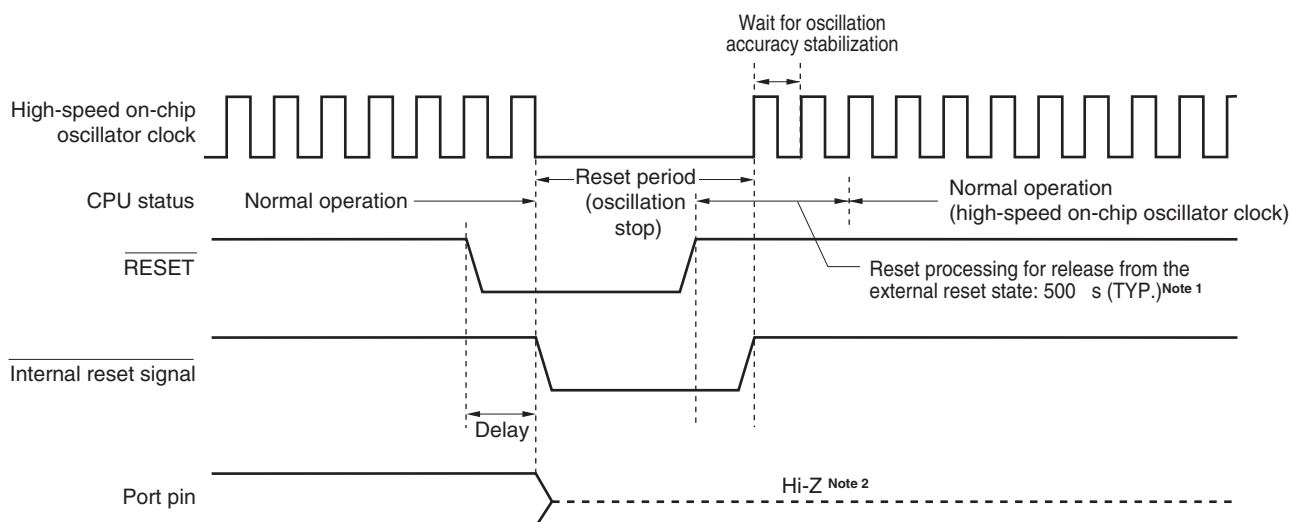 Wait for oscillation
accuracy stabilization
High-speed on-chip
oscillator clock
CPU status
Normal operation
Reset period
(oscillation
stop)
Normal operation
(high-speed on-chip oscillator clock)
RESET
Reset processing for release from the
external reset state: 500 s (TYP.)Note 1
Internal reset signal
Delay
Port pin
Hi-Z Note 2